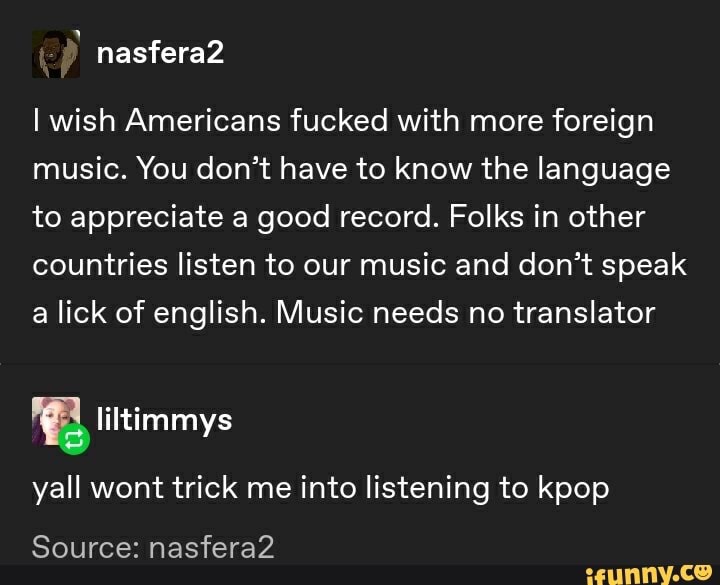 nasfera2
I wish Americans fucked with more foreign
music. You don't have to know the language
to appreciate a good record. Folks in other
countries listen to our music and don't speak
a lick of english. Music needs no translator
liltimmys
yall wont trick me into listening to kpop
Source: nasfera2
ifunny.co